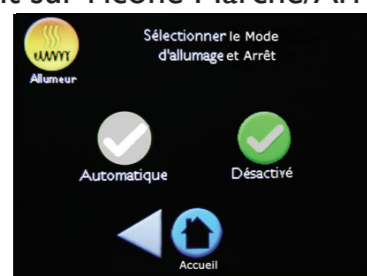 Sélectionner le Mode
d'allumage et Arrêt
Allumeur
Automatique
Désactivé
Accueil